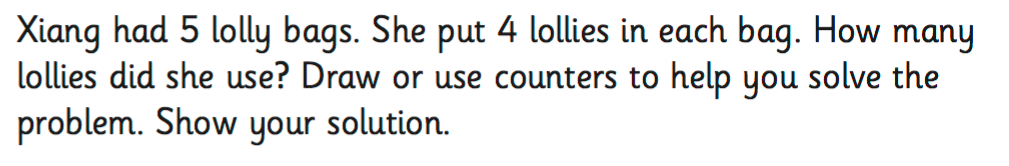 Xiang had 5 lolly bags. She put 4 lollies in each bag. How many
lollies did she use? Draw or use counters to help you solve the
problem. Show your solution.